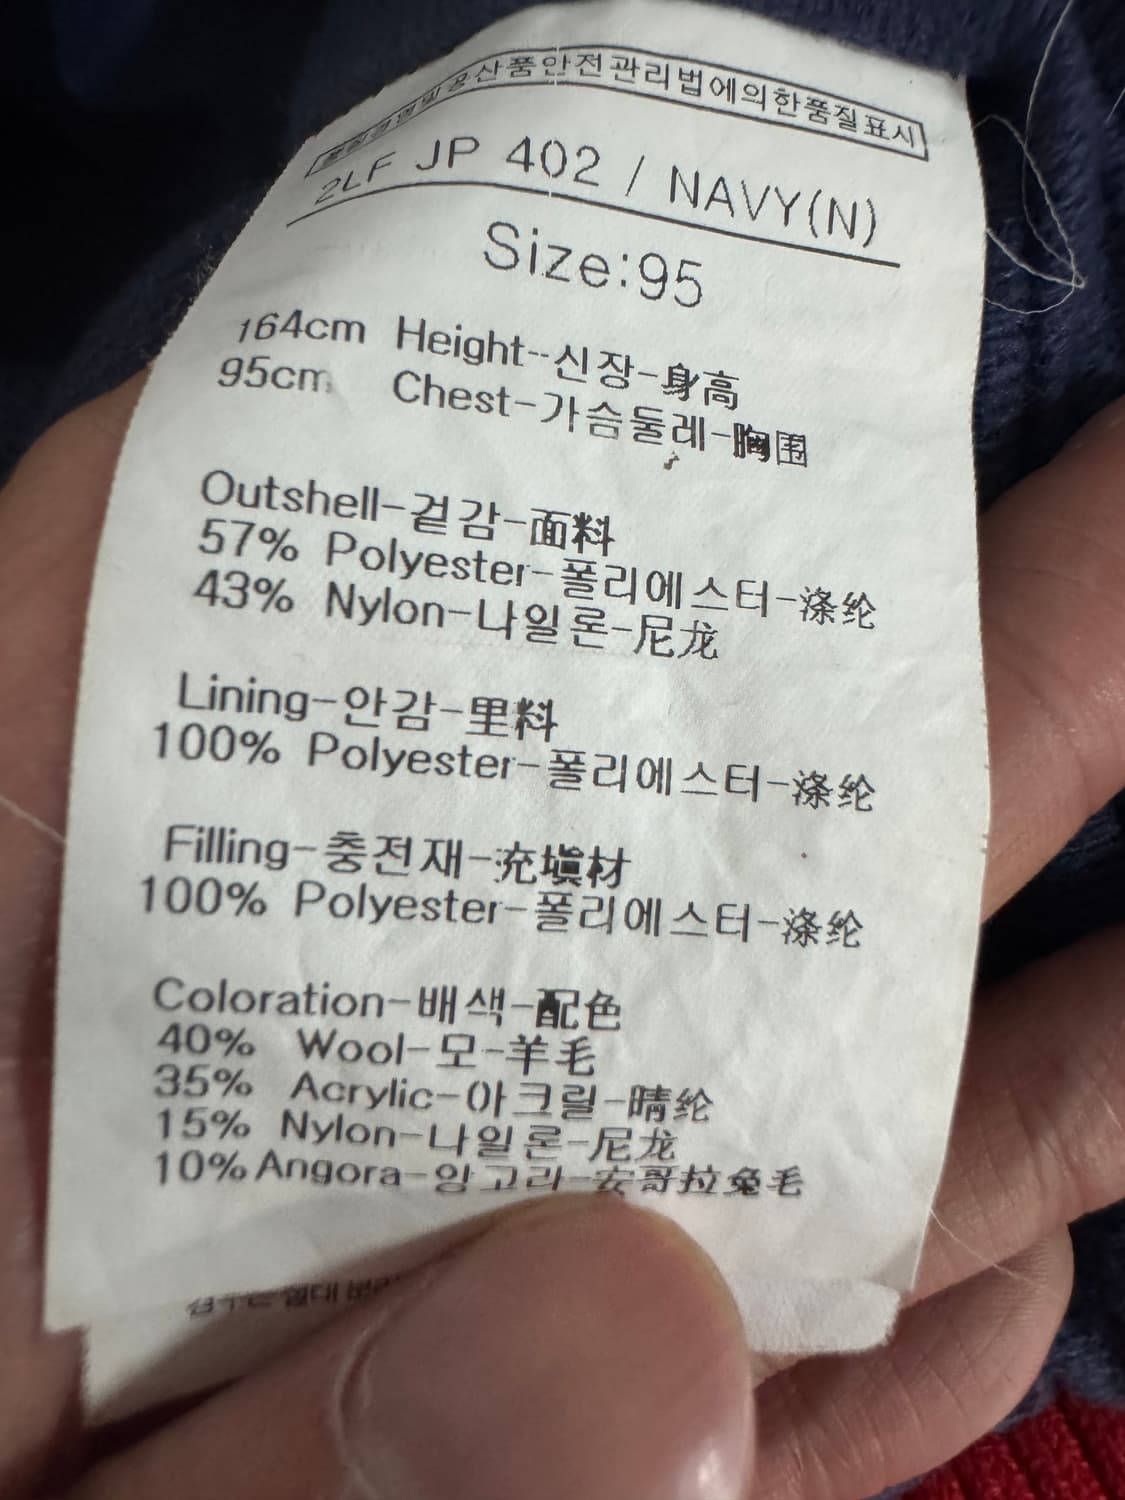 품질경영및공산품안전관리법에의한품질표시
2LF JP 402 / NAVY(N)
Size:95
164cm Height--신장-身高
95cm Chest-가슴둘레-胸围
Outshell-겉감-面料
57% Polyester-폴리에스터-涤纶
43% Nylon-나일론-尼龙
Lining-안감-里料
100% Polyester-폴리에스터-涤纶
Filling-충전재-充填材
100% Polyester-폴리에스터-涤纶
Coloration-배색-配色
40% Wool-모-羊毛
35% Acrylic-아크릴-晴纶
15% Nylon-나일론-尼龙
10% Angora-앙고라-安哥拉兔毛